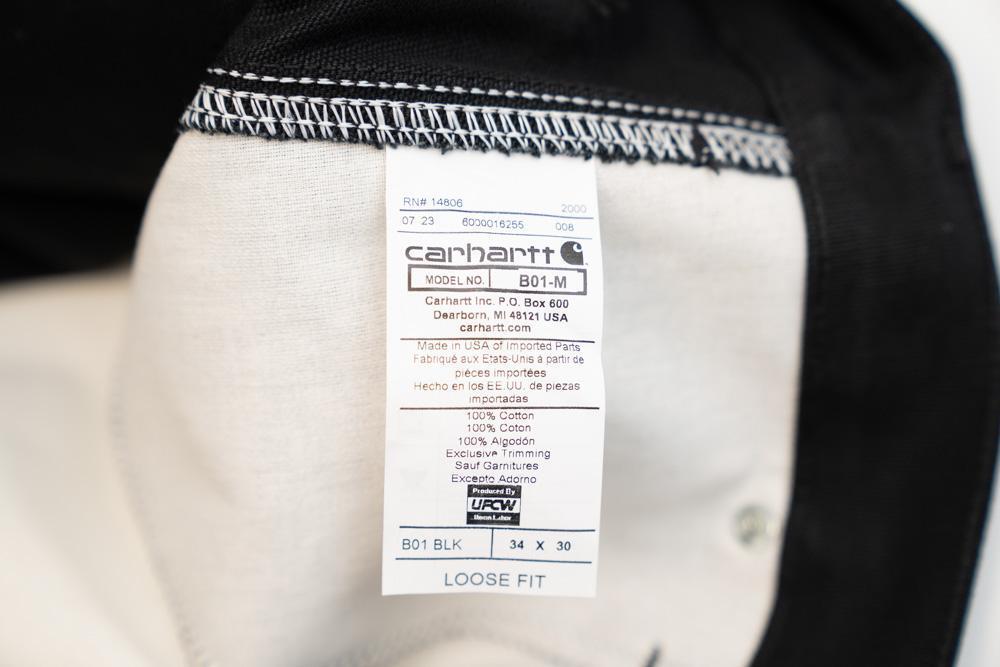 RN# 14806 2000
07 23 6000016255 008
carhartt
MODEL NO. B01-M
Carhartt Inc. P.O. Box 600
Dearborn, MI 48121 USA
carhartt.com
Made in USA of Imported Parts
Fabriqué aux Etats-Unis à partir de
pièces importées
Hecho en los EE.UU. de piezas
importadas
100% Cotton
100% Coton
100% Algodón
Exclusive Trimming
Sauf Garnitures
Excepto Adorno
Produced By
UFCW
Union Labor
B01 BLK 34 X 30
LOOSE FIT